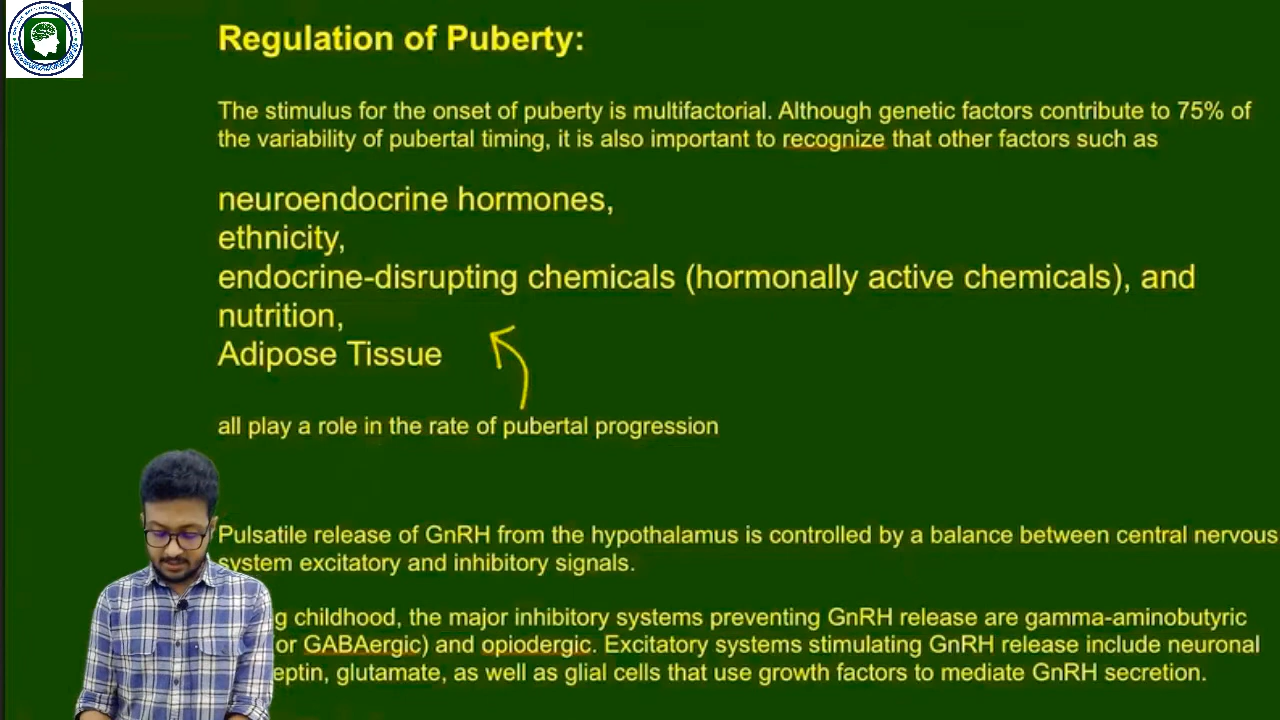 Regulation of Puberty:
The stimulus for the onset of puberty is multifactorial. Although genetic factors contribute to 75% of
the variability of pubertal timing, it is also important to recognize that other factors such as
neuroendocrine hormones,
ethnicity,
endocrine-disrupting chemicals (hormonally active chemicals), and
nutrition,
Adipose Tissue
all play a role in the rate of pubertal progression
Pulsatile release of GnRH from the hypothalamus is controlled by a balance between central nervous
system excitatory and inhibitory signals.
g childhood, the major inhibitory systems preventing GnRH release are gamma-aminobutyric
or GABAergic) and opiodergic. Excitatory systems stimulating GnRH release include neuronal
eptin, glutamate, as well as glial cells that use growth factors to mediate GnRH secretion.